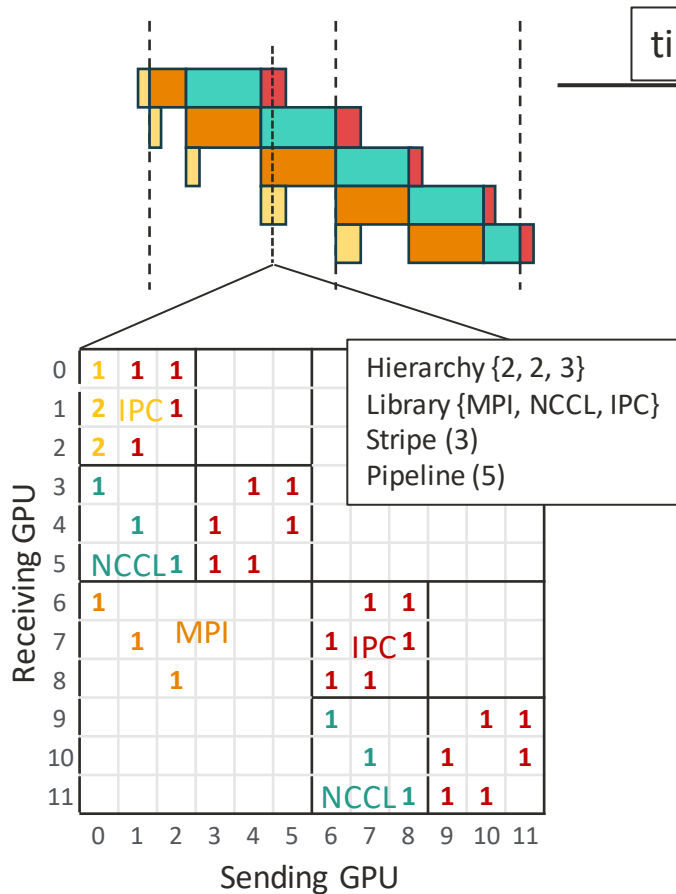 ti
Hierarchy {2, 2, 3}
Library {MPI, NCCL, IPC}
Stripe (3)
Pipeline (5)
Receiving GPU
0 1 1 1
1 2 IPC 1
2 2 1
3 1 1 1
4 1 1 1
5 NCCL 1 1 1
6 1 1 1
7 1 MPI 1 IPC 1
8 1 1 1
9 1 1 1
10 1 1 1
11 NCCL 1 1 1
0 1 2 3 4 5 6 7 8 9 10 11
Sending GPU